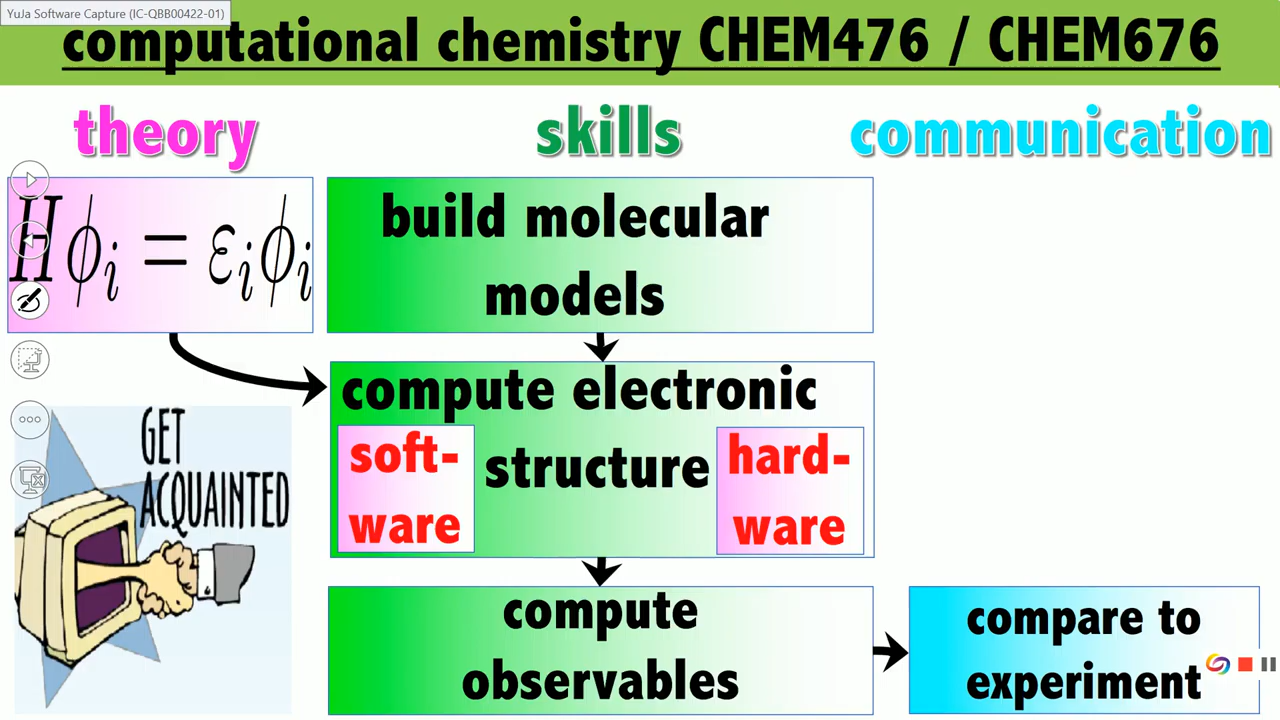 YuJa Software Capture (IC-QBB00422-01)
computational chemistry CHEM476 / CHEM676
theory
skills
communication
Hϕᵢ = εᵢϕᵢ
build molecular
models
compute electronic
structure
soft-
ware
hard-
ware
GET
ACQUAINTED
compute
observables
compare to
experiment